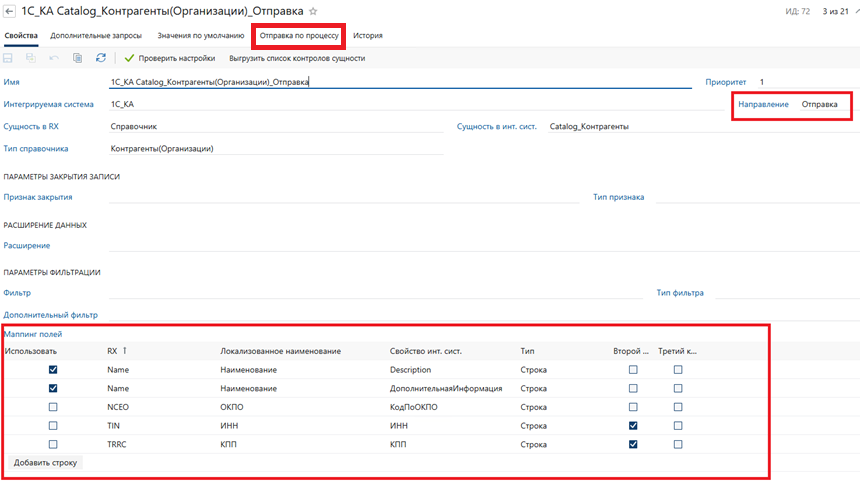 1С_КА Catalog_Контрагенты(Организации)_Отправка ИД: 72 3 из 21
Свойства Дополнительные запросы Значения по умолчанию Отправка по процессу История
Проверить настройки Выгрузить список контролов сущности
Имя 1С_КА Catalog_Контрагенты(Организации)_Отправка Приоритет 1
Интегрируемая система 1С_КА Направление Отправка
Сущность в RX Справочник Сущность в инт. сист. Catalog_Контрагенты
Тип справочника Контрагенты(Организации)
ПАРАМЕТРЫ ЗАКРЫТИЯ ЗАПИСИ
Признак закрытия Тип признака
РАСШИРЕНИЕ ДАННЫХ
Расширение
ПАРАМЕТРЫ ФИЛЬТРАЦИИ
Фильтр Тип фильтра
Дополнительный фильтр
Маппинг полей
Использовать RX ↑ Локализованное наименование Свойство инт. сист. Тип Второй ... Третий к...
Name Наименование Description Строка
Name Наименование ДополнительнаяИнформация Строка
NCEO ОКПО КодПоОКПО Строка
TIN ИНН ИНН Строка
TRRC КПП КПП Строка
Добавить строку